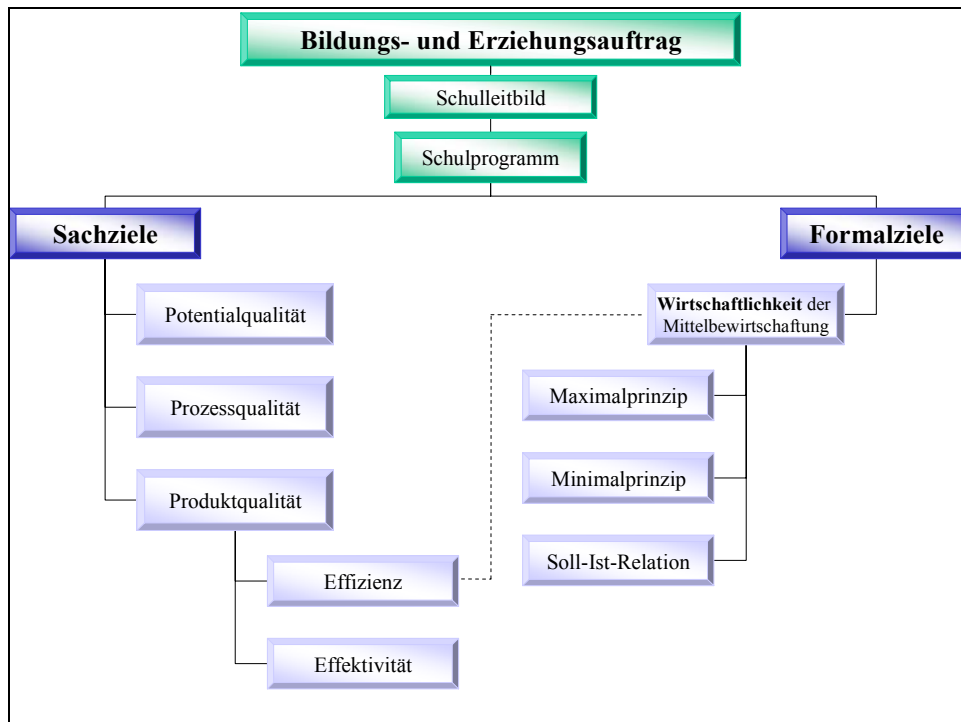 Bildungs- und Erziehungsauftrag
Schulleitbild
Schulprogramm
Sachziele
Formalziele
Potentialqualität
Wirtschaftlichkeit der
Mittelbewirtschaftung
Prozessqualität
Maximalprinzip
Minimalprinzip
Produktqualität
Soll-Ist-Relation
Effizienz
Effektivität